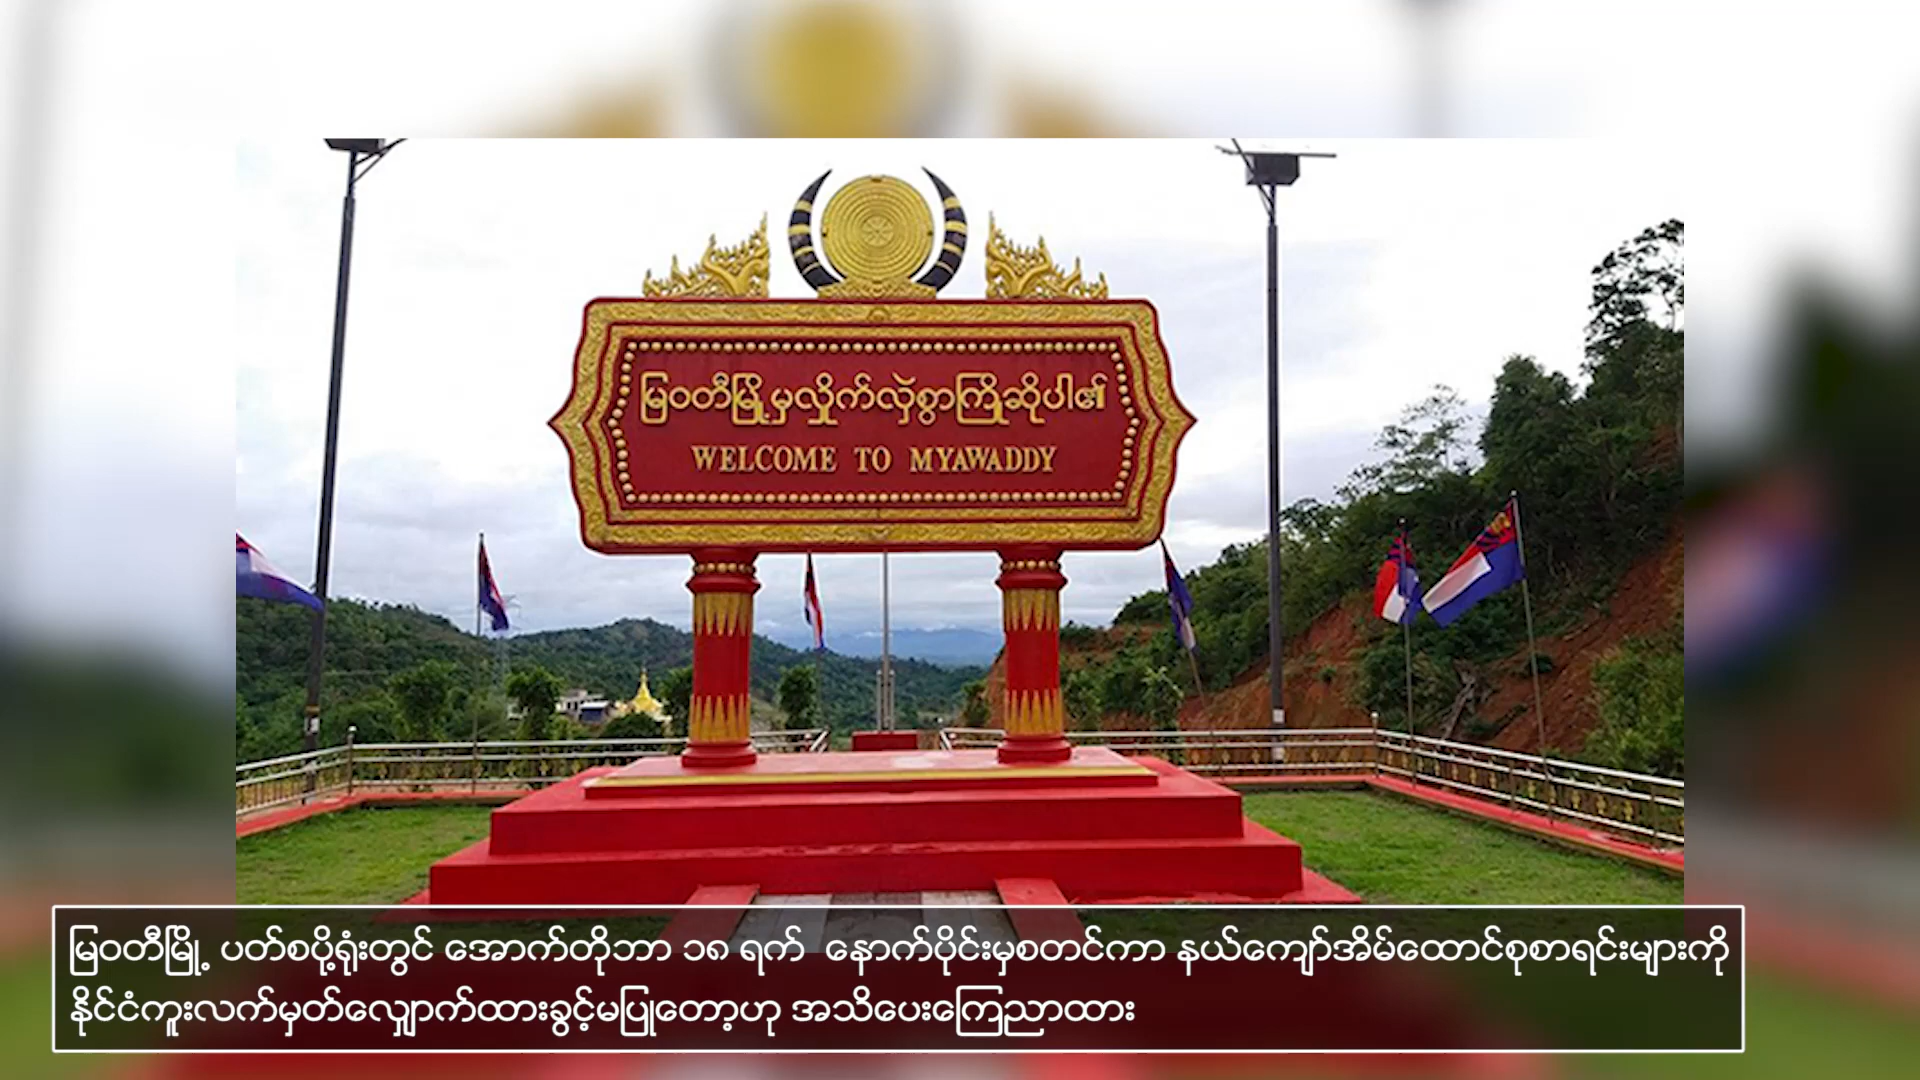 မြဝတီမြို့မှလှိုက်လှဲစွာကြိုဆိုပါ၏
WELCOME TO MYAWADDY
မြဝတီမြို့ ပတ်စပို့ရုံးတွင် အောက်တိုဘာ ၁၈ ရက် နောက်ပိုင်းမှစတင်ကာ နယ်ကျော်အိမ်ထောင်စုစာရင်းများကို
နိုင်ငံကူးလက်မှတ်လျှောက်ထားခွင့်မပြုတော့ဟု အသိပေးကြေညာထား